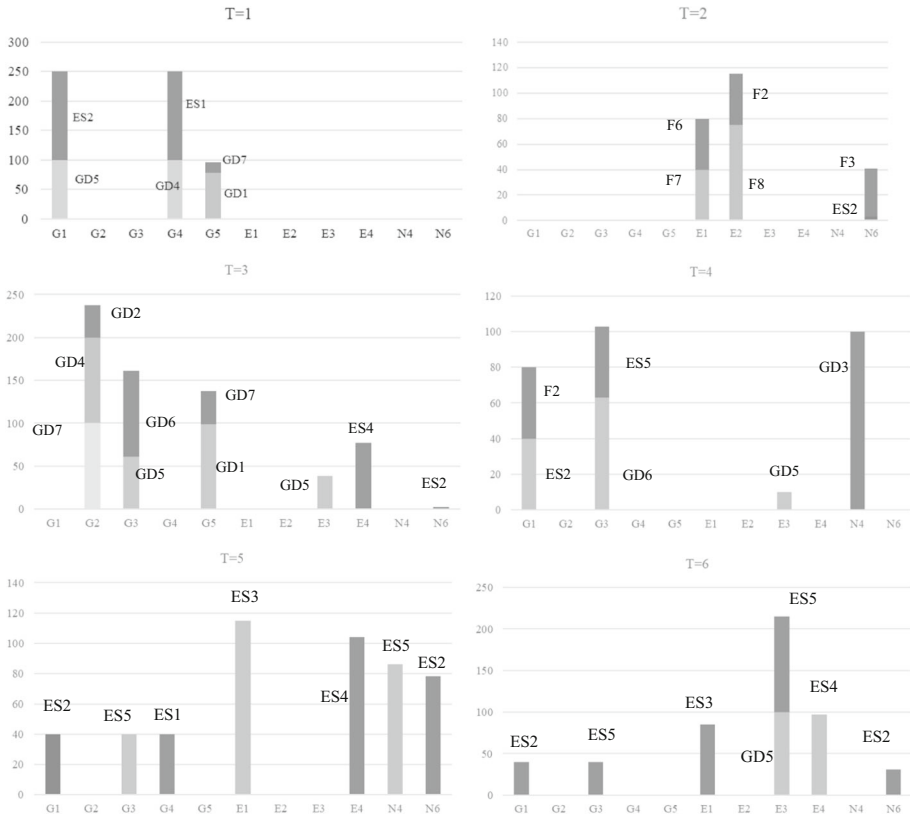 T=1
300
250
200
150
100
50
0
ES2
GD5
ES1
GD4
GD7
GD1
G1 G2 G3 G4 G5 E1 E2 E3 E4 N4 N6
T=2
140
120
100
80
60
40
20
0
F6
F7
F2
F8
F3
ES2
G1 G2 G3 G4 G5 E1 E2 E3 E4 N4 N6
T=3
250
200
150
100
50
0
GD2
GD4
GD7
GD6
GD5
GD7
GD1
GD5
ES4
ES2
G1 G2 G3 G4 G5 E1 E2 E3 E4 N4 N6
T=4
120
100
80
60
40
20
0
F2
ES2
ES5
GD6
GD5
GD3
G1 G2 G3 G4 G5 E1 E2 E3 E4 N4 N6
T=5
140
120
100
80
60
40
20
0
ES2
ES5
ES1
ES3
ES4
ES5
ES2
G1 G2 G3 G4 G5 E1 E2 E3 E4 N4 N6
T=6
250
200
150
100
50
0
ES2
ES5
ES3
ES5
GD5
ES4
ES2
G1 G2 G3 G4 G5 E1 E2 E3 E4 N4 N6